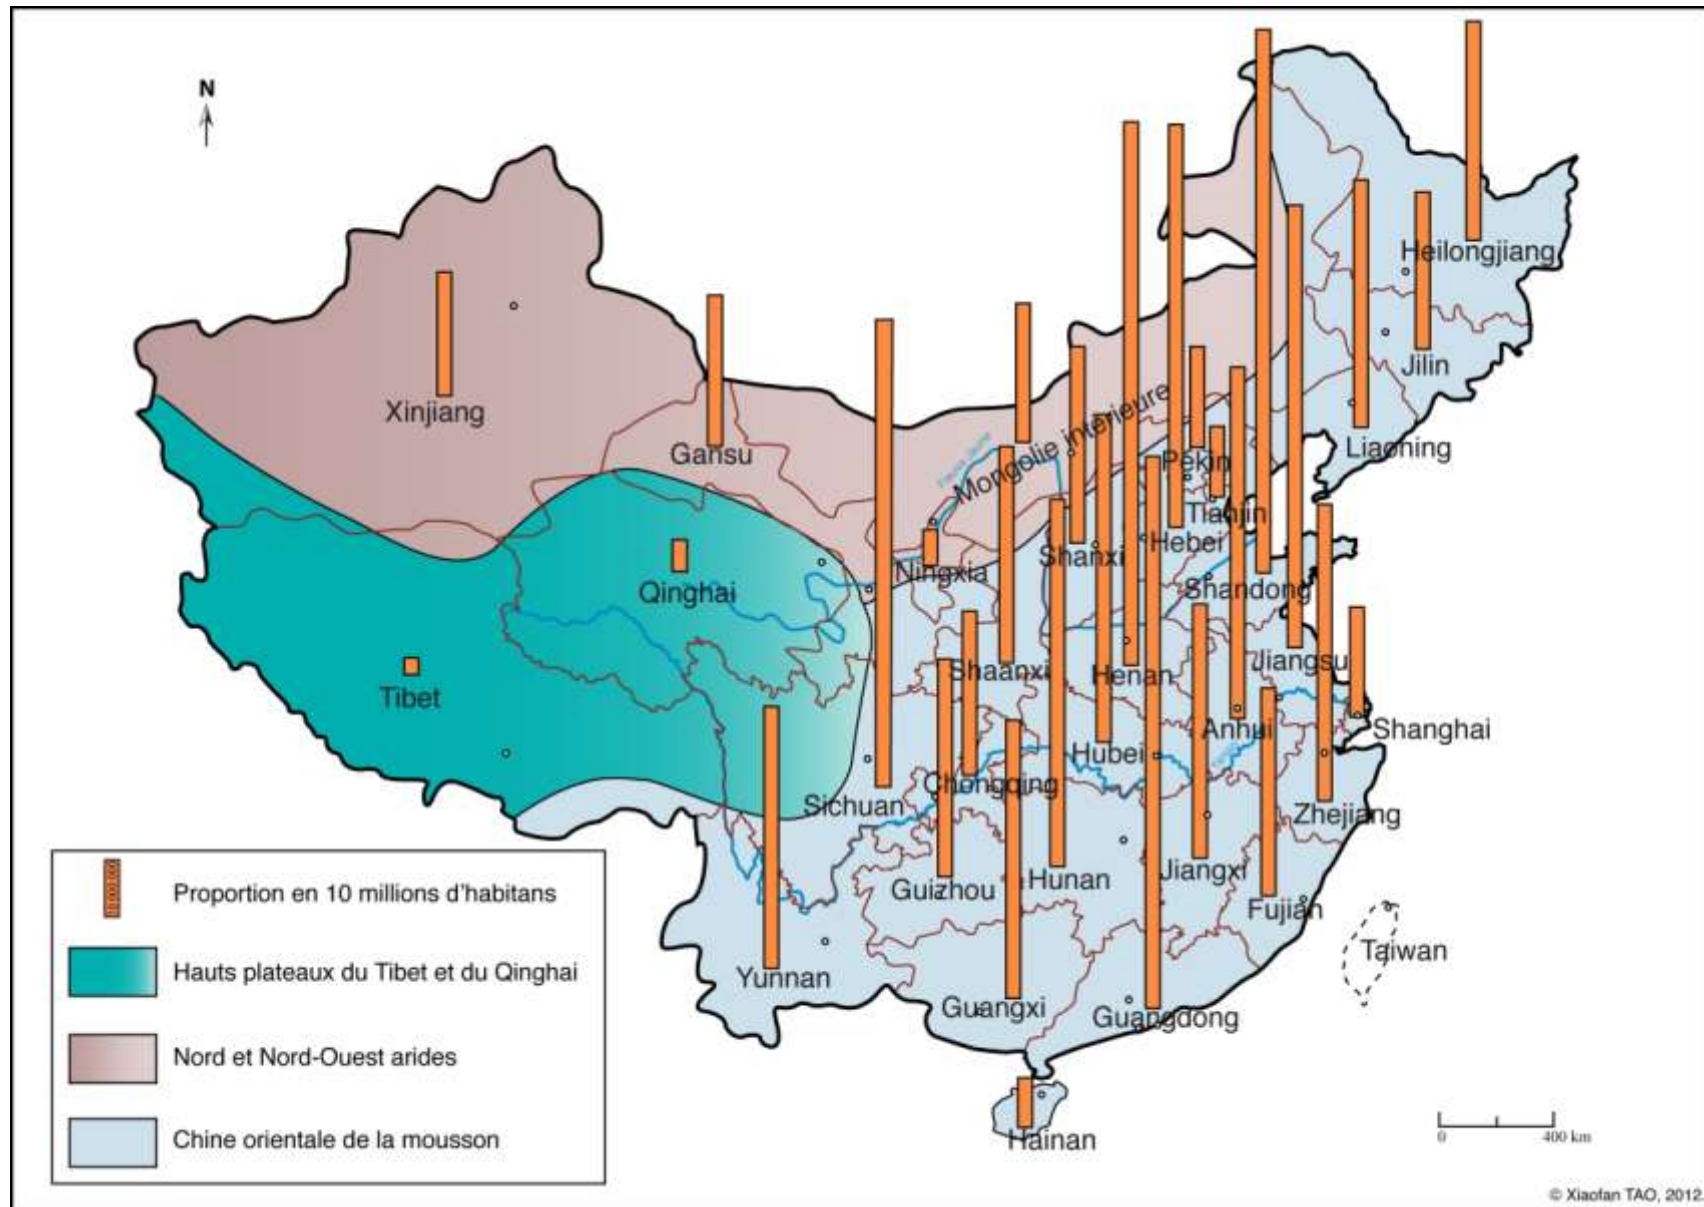 N
Heilongjiang
Jilin
Liaoning
Xinjiang
Gansu
Mongolie intérieure
Pékin
Tianjin
Hebei
Shanxi
Ningxia
Qinghai
Shandong
Tibet
Shaanxi
Henan
Jiangsu
Anhui
Shanghai
Hubei
Chongqing
Sichuan
Zhejiang
Guizhou
Hunan
Jiangxi
Fujian
Taiwan
Yunnan
Guangxi
Guangdong
Hainan
Proportion en 10 millions d'habitans
Hauts plateaux du Tibet et du Qinghai
Nord et Nord-Ouest arides
Chine orientale de la mousson
0 400 km
© Xiaofan TAO, 2012.